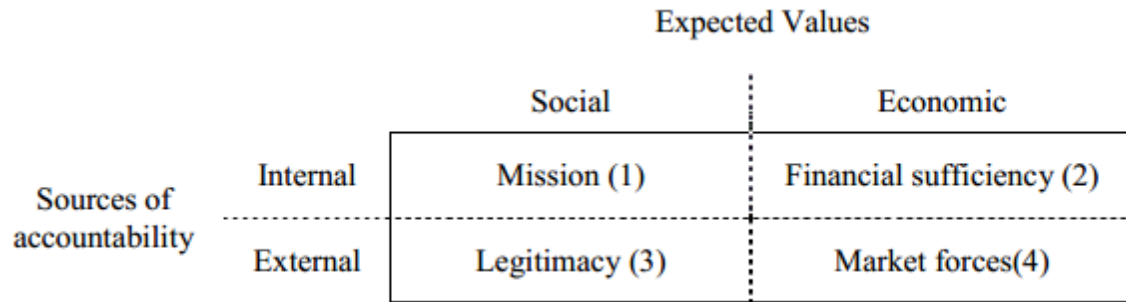 Expected Values
Social Economic
Internal Mission (1) Financial sufficiency (2)
Sources of
accountability
External Legitimacy (3) Market forces(4)